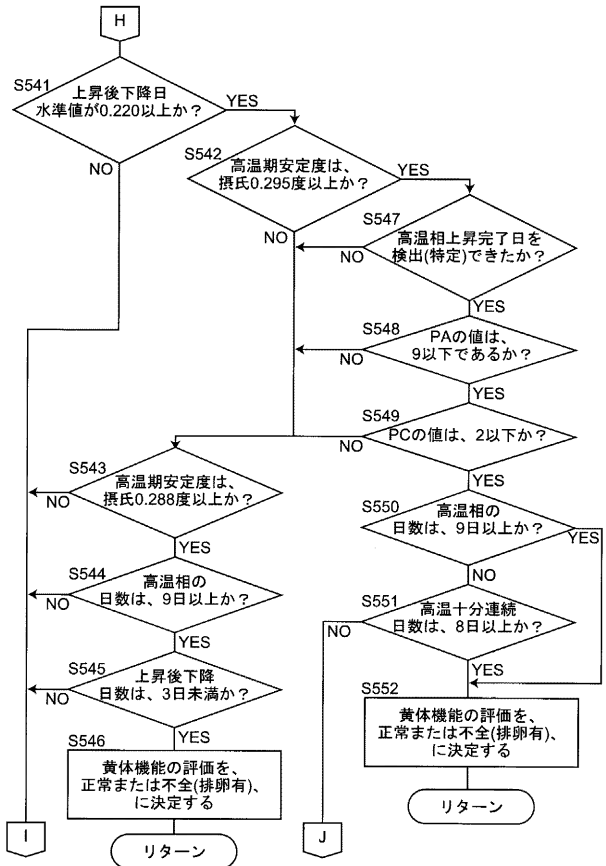 H
S541
上昇後下降日
水準値が0.220以上か？
YES
NO
S542
高温期安定度は、
摂氏0.295度以上か？
YES
NO
S547
高温相上昇完了日を
検出(特定)できたか？
NO
YES
S548
PAの値は、
9以下であるか？
NO
YES
S549
PCの値は、2以下か？
NO
YES
S543
高温期安定度は、
摂氏0.288度以上か？
NO
YES
S550
高温相の
日数は、9日以上か？
YES
NO
S544
高温相の
日数は、9日以上か？
NO
YES
S551
高温十分連続
日数は、8日以上か？
NO
YES
S545
上昇後下降
日数は、3日未満か？
NO
YES
S552
黄体機能の評価を、
正常または不全(排卵有)、
に決定する
S546
黄体機能の評価を、
正常または不全(排卵有)、
に決定する
リターン
I
J
リターン